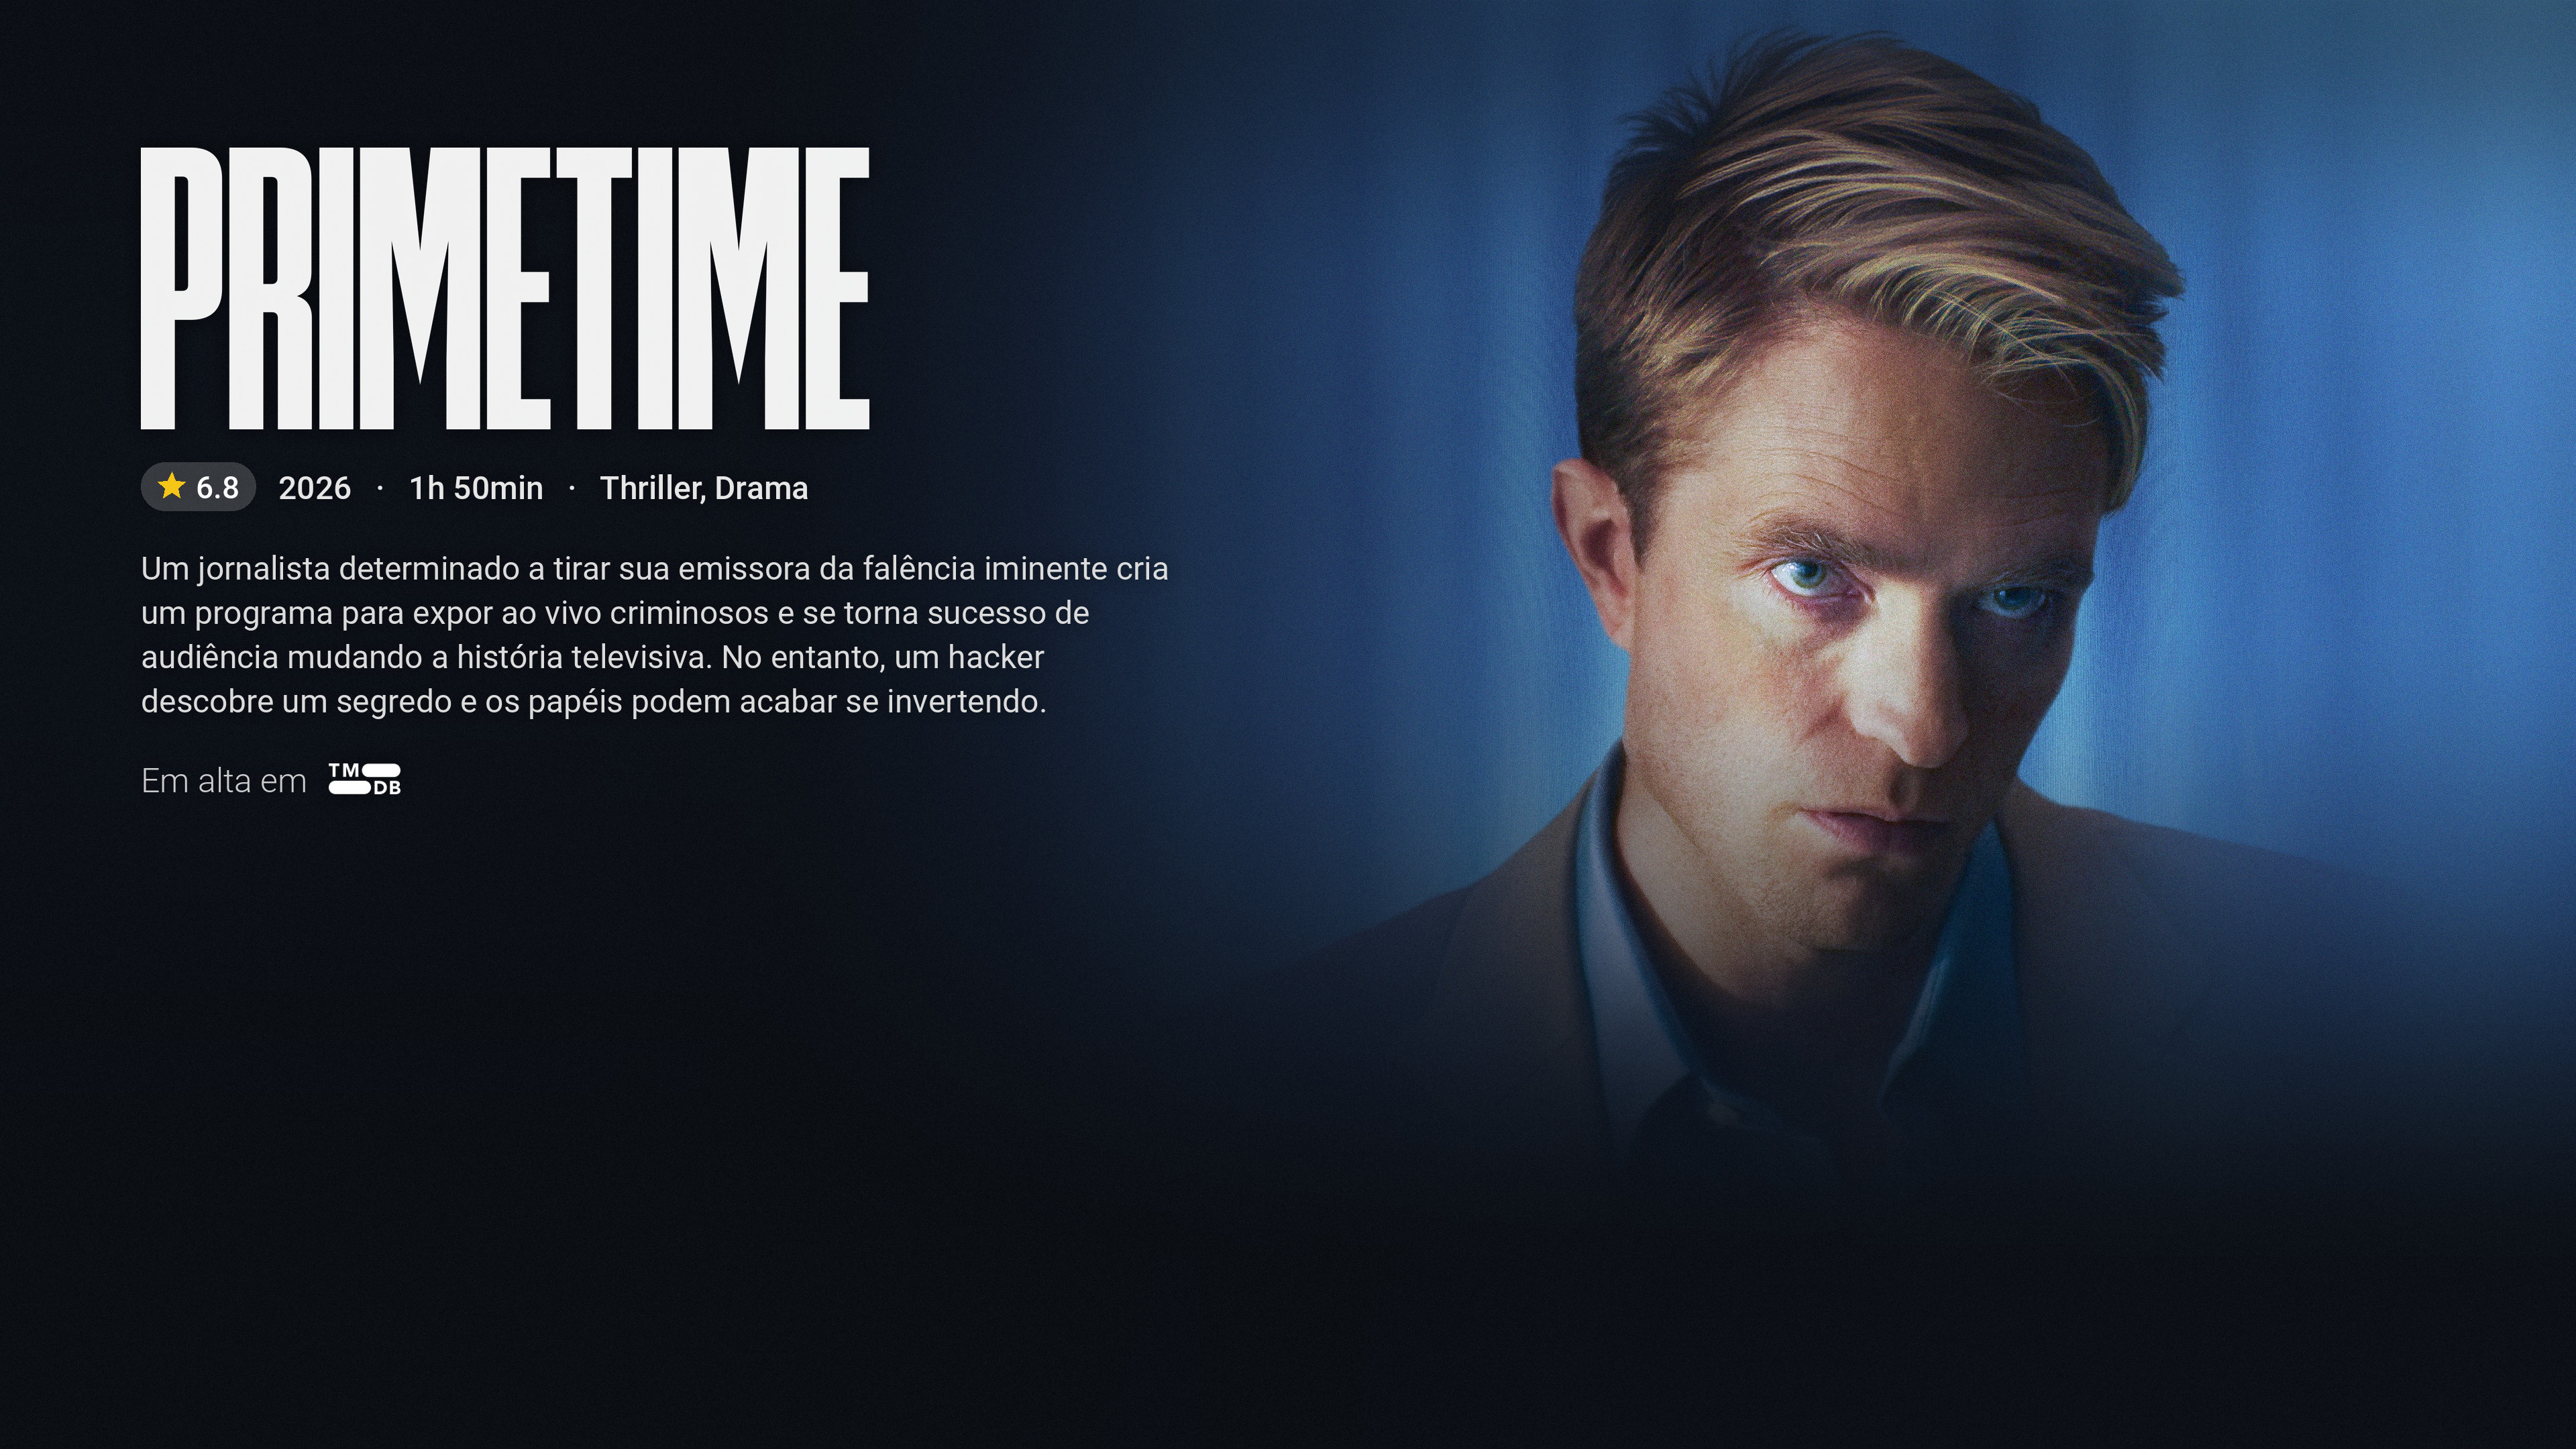 PRIMETIME
6.8 2026 · 1h 50min · Thriller, Drama
Um jornalista determinado a tirar sua emissora da falência iminente cria
um programa para expor ao vivo criminosos e se torna sucesso de
audiência mudando a história televisiva. No entanto, um hacker
descobre um segredo e os papéis podem acabar se invertendo.
Em alta em TMDB